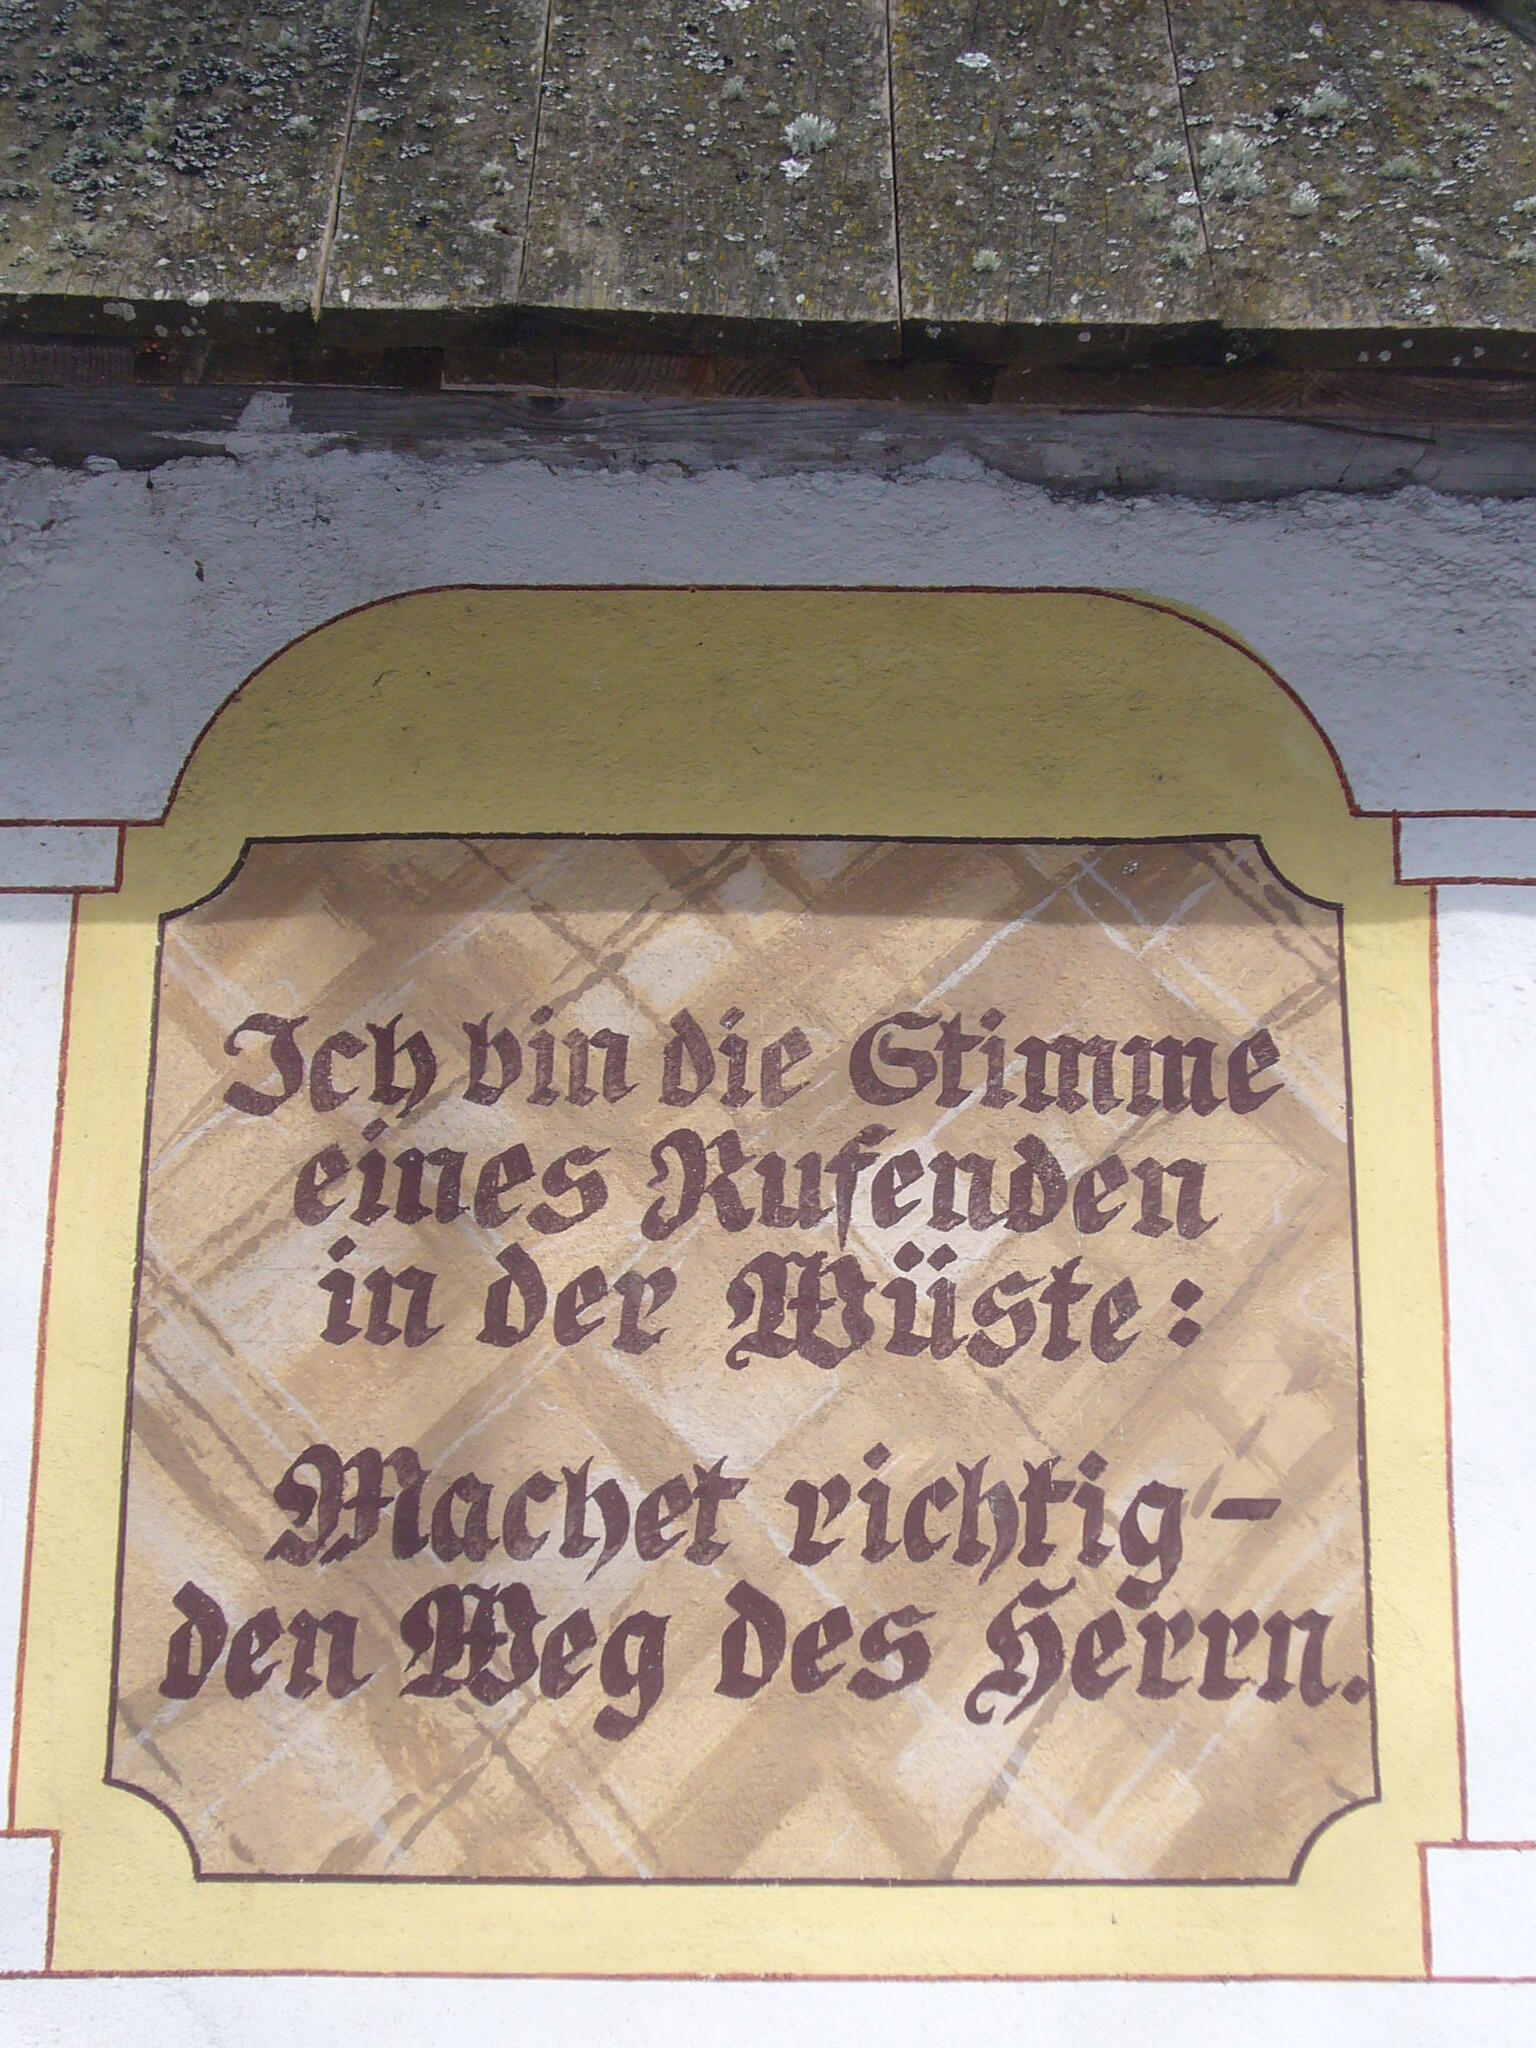 Ich bin die Stimme
eines Rufenden
in der Wüste:
Machet richtig -
den Weg des Herrn.